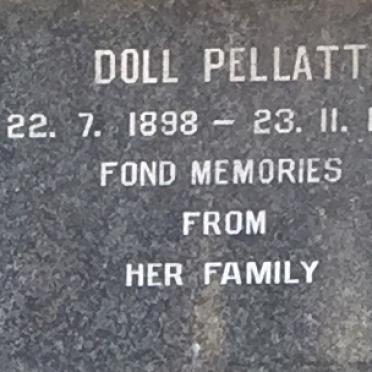 DOLL PELLATT
22. 7. 1898 – 23. 11.
FOND MEMORIES
FROM
HER FAMILY